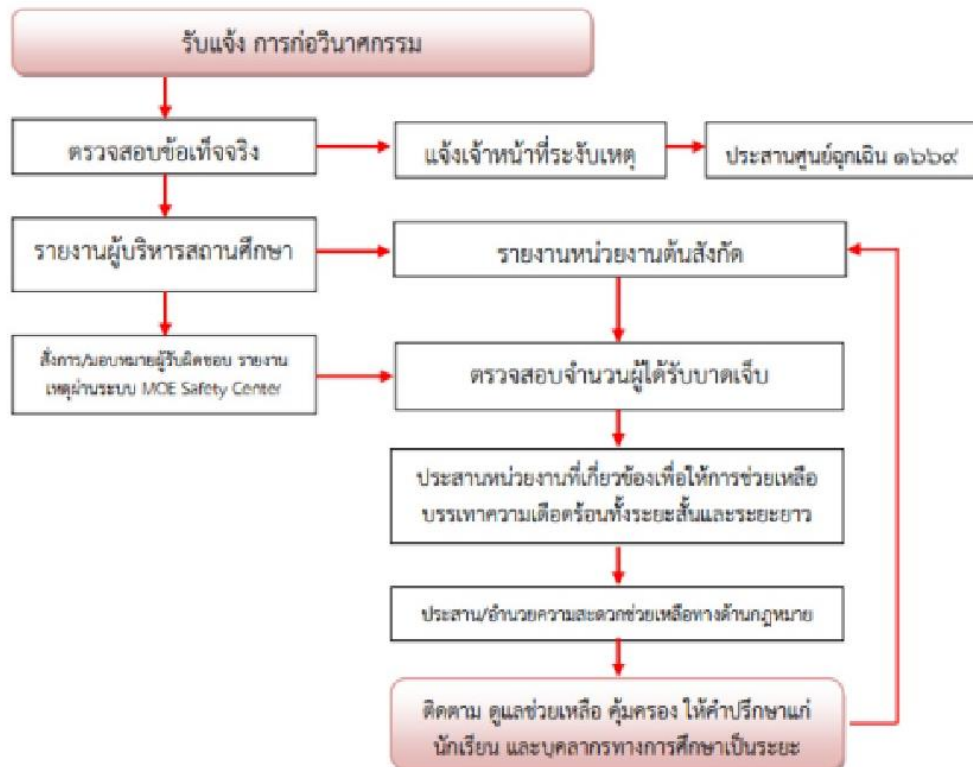 รับแจ้ง การก่อวินาศกรรม
ตรวจสอบข้อเท็จจริง
แจ้งเจ้าหน้าที่ระงับเหตุ
ประสานศูนย์ฉุกเฉิน ๑๖๖๙
รายงานผู้บริหารสถานศึกษา
รายงานหน่วยงานต้นสังกัด
สั่งการ/มอบหมายผู้รับผิดชอบ รายงาน
เหตุผ่านระบบ MOE Safety Center
ตรวจสอบจำนวนผู้ได้รับบาดเจ็บ
ประสานหน่วยงานที่เกี่ยวข้องเพื่อให้การช่วยเหลือ
บรรเทาความเดือดร้อนทั้งระยะสั้นและระยะยาว
ประสาน/อำนวยความสะดวกช่วยเหลือทางด้านกฎหมาย
ติดตาม ดูแลช่วยเหลือ คุ้มครอง ให้คำปรึกษาแก่
นักเรียน และบุคลากรทางการศึกษาเป็นระยะ